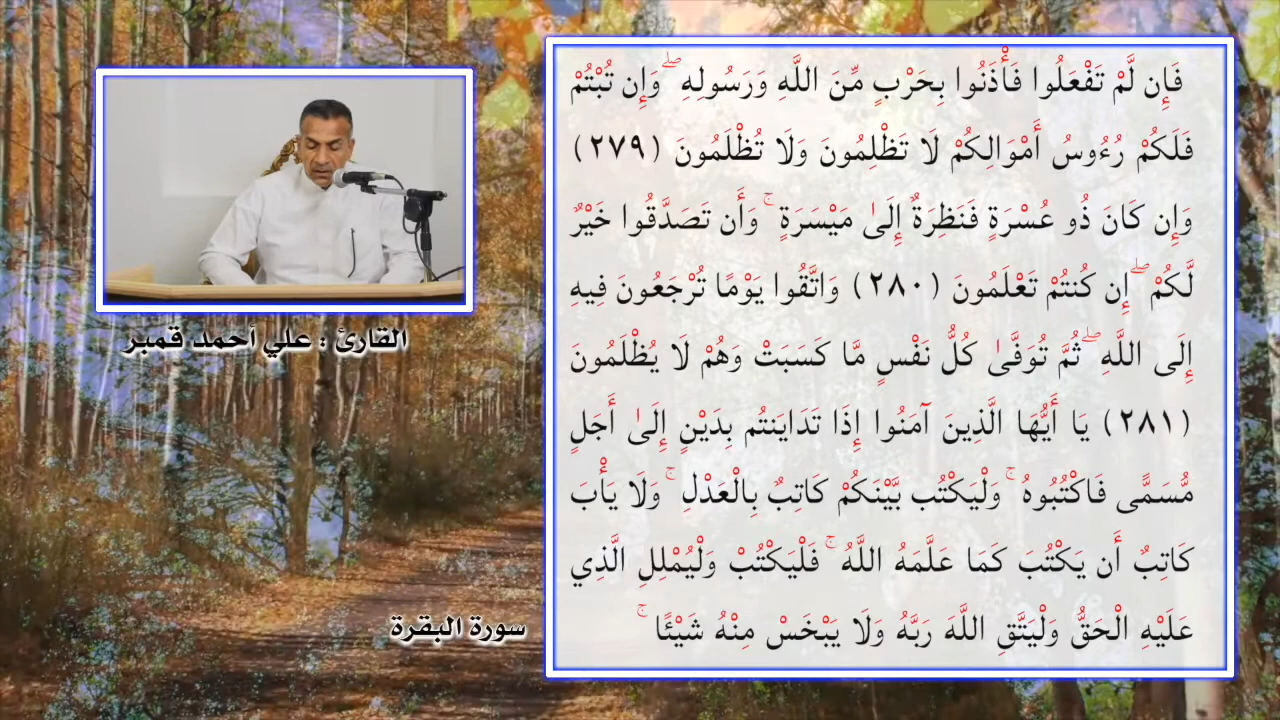 فَإِن لَّمْ تَفْعَلُوا فَأْذَنُوا بِحَرْبٍ مِّنَ اللَّهِ وَرَسُولِهِ ۖ وَإِن تُبْتُمْ
فَلَكُمْ رُءُوسُ أَمْوَالِكُمْ لَا تَظْلِمُونَ وَلَا تُظْلَمُونَ (٢٧٩)
وَإِن كَانَ ذُو عُسْرَةٍ فَنَظِرَةٌ إِلَىٰ مَيْسَرَةٍ ۚ وَأَن تَصَدَّقُوا خَيْرٌ
لَّكُمْ ۖ إِن كُنتُمْ تَعْلَمُونَ (٢٨٠) وَاتَّقُوا يَوْمًا تُرْجَعُونَ فِيهِ
إِلَى اللَّهِ ۖ ثُمَّ تُوَفَّىٰ كُلُّ نَفْسٍ مَّا كَسَبَتْ وَهُمْ لَا يُظْلَمُونَ
(٢٨١) يَا أَيُّهَا الَّذِينَ آمَنُوا إِذَا تَدَايَنتُم بِدَيْنٍ إِلَىٰ أَجَلٍ
مُّسَمًّى فَاكْتُبُوهُ ۚ وَلْيَكْتُب بَّيْنَكُمْ كَاتِبٌ بِالْعَدْلِ ۚ وَلَا يَأْبَ
كَاتِبٌ أَن يَكْتُبَ كَمَا عَلَّمَهُ اللَّهُ ۚ فَلْيَكْتُبْ وَلْيُمْلِلِ الَّذِي
عَلَيْهِ الْحَقُّ وَلْيَتَّقِ اللَّهَ رَبَّهُ وَلَا يَبْخَسْ مِنْهُ شَيْئًا ۚ
القارئ : علي أحمد قمبر
سورة البقرة